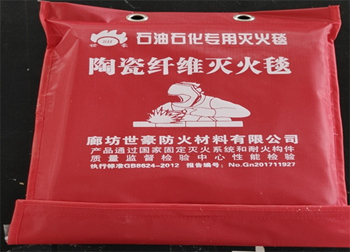 石油石化专用灭火毯
陶瓷纤维灭火毯
廊坊世豪防火材料有限公司
产品通过国家固定灭火系统和耐火构件
质量监督检验中心性能检验
执行标准GB8624-2012 报告编号:No.Gn201711927